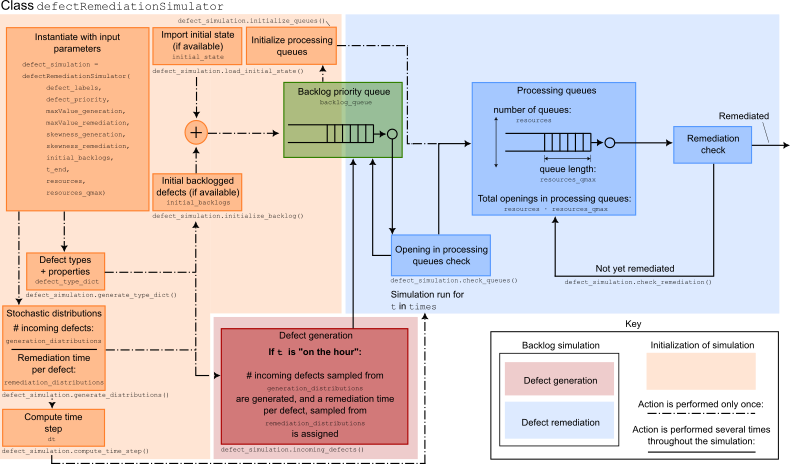 Class defectRemediationSimulator
defect_simulation.initialize_queues()
Instantiate with input
parameters
defect_simulation =
defectRemediationSimulator(
defect_labels,
defect_priority,
maxValue_generation,
maxValue_remediation,
skewness_generation,
skewness_remediation,
initial_backlogs,
t_end,
resources,
resources_qmax)
Import initial state
(if available)
initial_state
defect_simulation.load_initial_state()
Initialize processing
queues
+
Initial backlogged
defects (if available)
initial_backlogs
defect_simulation.initialize_backlog()
Defect types
+ properties
defect_type_dict
defect_simulation.generate_type_dict()
Stochastic distributions
# incoming defects:
generation_distributions
Remediation time
per defect:
remediation_distributions
defect_simulation.generate_distributions()
Compute time
step
dt
defect_simulation.compute_time_step()
Backlog priority queue
backlog_queue
Processing queues
number of queues:
resources
queue length:
resources_qmax
Total openings in processing queues:
resources · resources_qmax
Remediation
check
Remediated
Opening in processing
queues check
defect_simulation.check_queues()
Not yet remediated
defect_simulation.check_remediation()
Simulation run for
t in times
Defect generation
If t is "on the hour":
# incoming defects sampled from
generation_distributions
are generated, and a remediation time
per defect, sampled from
remediation_distributions
is assigned
defect_simulation.incoming_defects()
Key
Backlog simulation
Defect generation
Defect remediation
Initialization of simulation
Action is performed only once:
Action is performed several times
throughout the simulation: